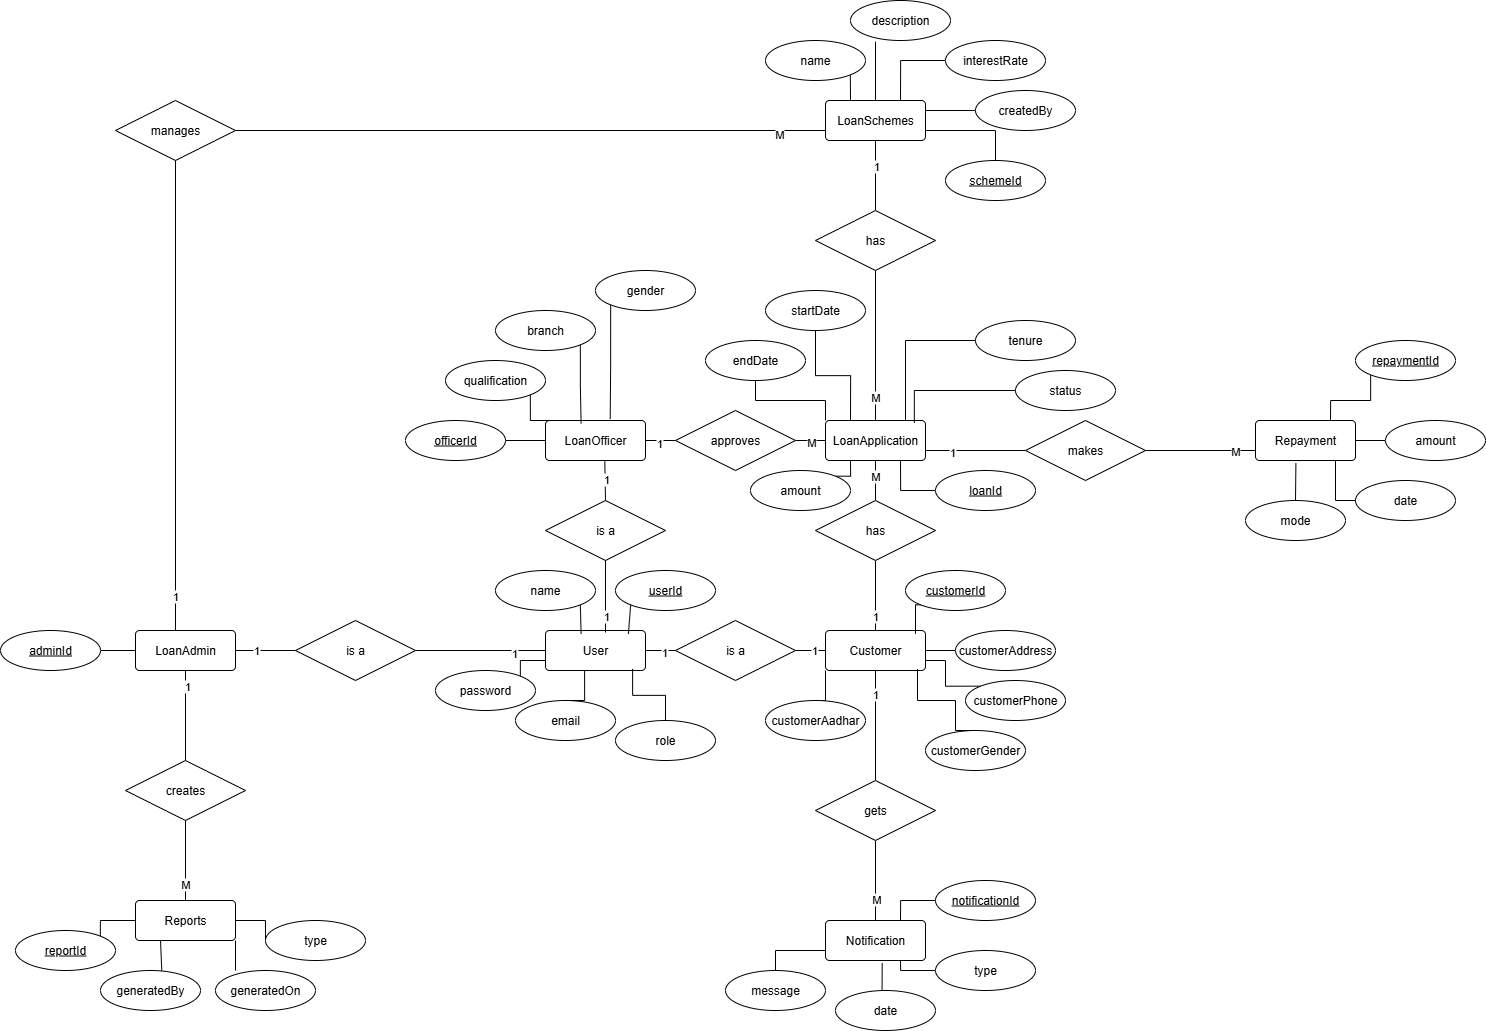 description
name
interestRate
LoanSchemes
createdBy
manages
M
1
schemeId
has
gender
startDate
branch
tenure
endDate
repaymentId
qualification
status
M
officerId
LoanOfficer
1
approves
M
LoanApplication
1
makes
M
Repayment
amount
1
M
amount
loanId
date
mode
is a
has
name
userId
customerId
1
1
1
adminId
LoanAdmin
1
is a
1
User
1
is a
1
Customer
customerAddress
1
password
1
customerPhone
email
customerAadhar
role
customerGender
creates
gets
M
M
notificationId
Reports
type
Notification
reportId
generatedBy
generatedOn
message
type
date